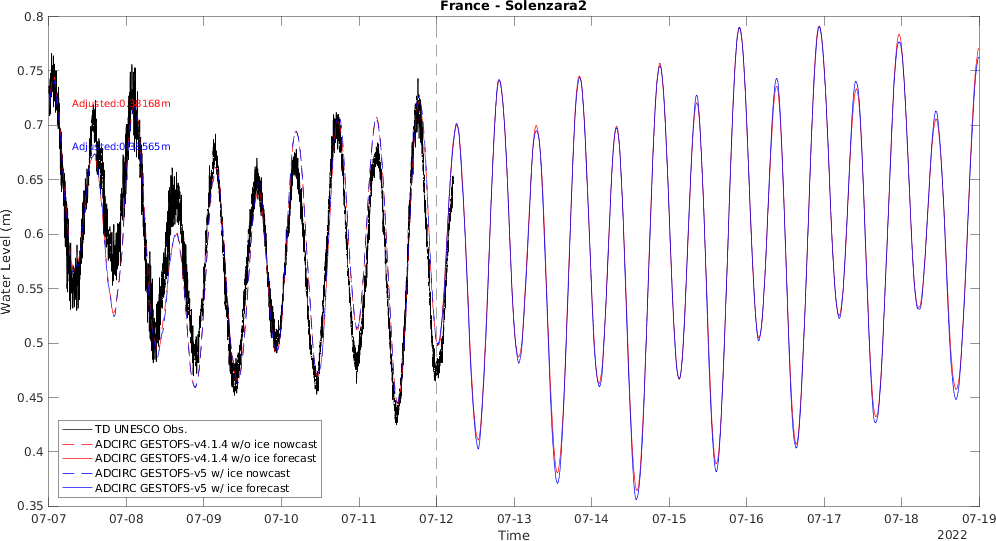 France - Solenzara2
0.8
0.75
0.7
0.65
0.6
0.55
0.5
0.45
0.4
0.35
Water Level (m)
TD UNESCO Obs.
ADCIRC GESTOFS-v4.1.4 w/o ice nowcast
ADCIRC GESTOFS-v4.1.4 w/o ice forecast
ADCIRC GESTOFS-v5 w/ ice nowcast
ADCIRC GESTOFS-v5 w/ ice forecast
07-07 07-08 07-09 07-10 07-11 07-12 07-13 07-14 07-15 07-16 07-17 07-18 07-19
Time
2022